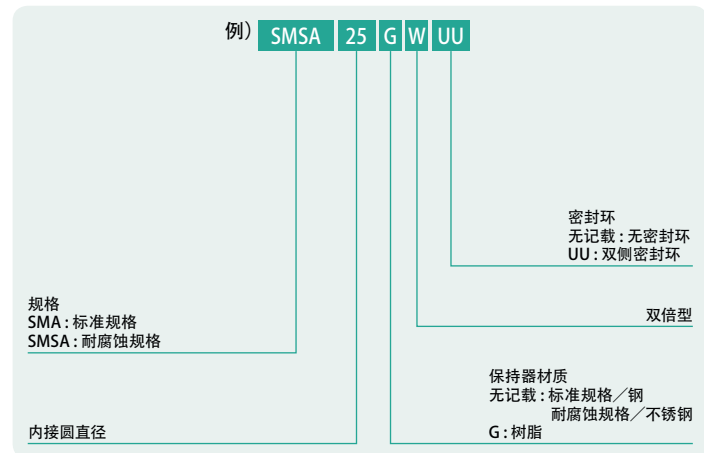 例） SMSA 25 G W UU
密封环
无记载 : 无密封环
UU : 双侧密封环
双倍型
规格
SMA : 标准规格
SMSA : 耐腐蚀规格
保持器材质
无记载 : 标准规格／钢
耐腐蚀规格／不锈钢
G : 树脂
内接圆直径